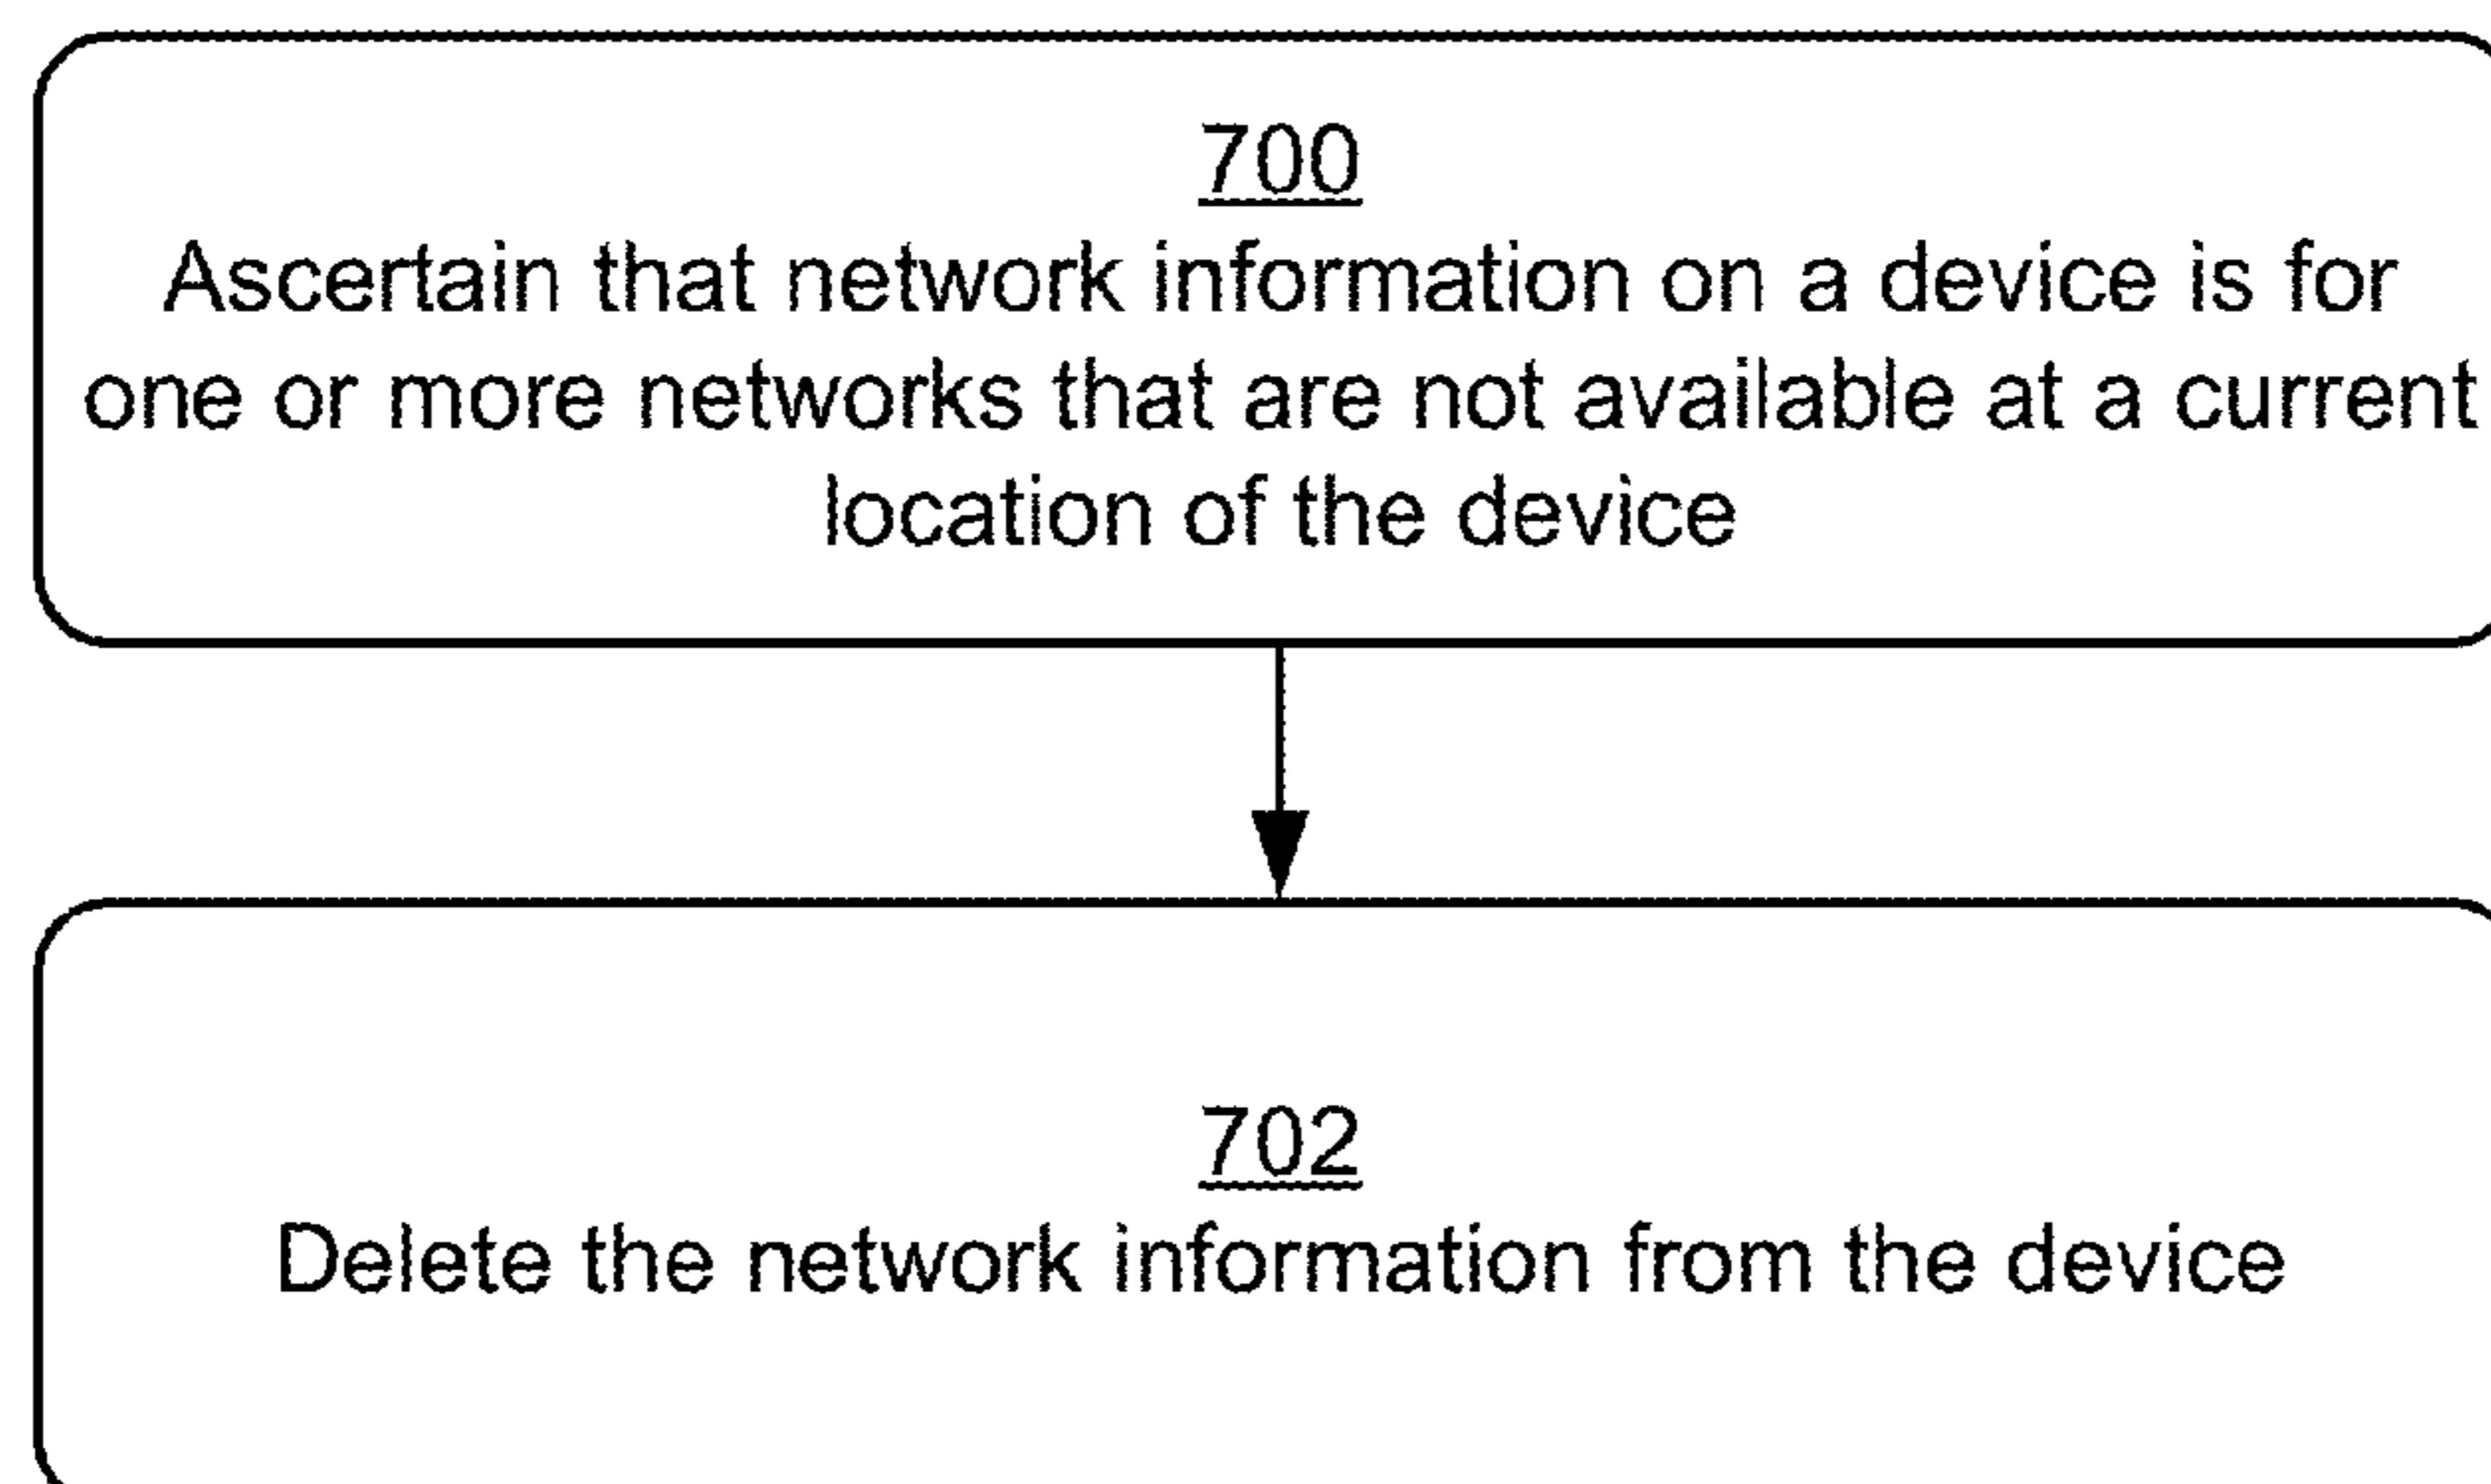 700
Ascertain that network information on a device is for
one or more networks that are not available at a current
location of the device
702
Delete the network information from the device